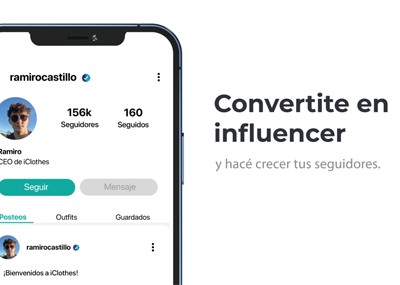 ramirocastillo
156k
160
Seguidores
Seguidos
Ramiro
CEO de iClothes
Seguir
Mensaje
Posteos
Outfits
Guardados
ramirocastillo
¡Bienvenidos a iClothes!
Convertite en
influencer
y hacé crecer tus seguidores.